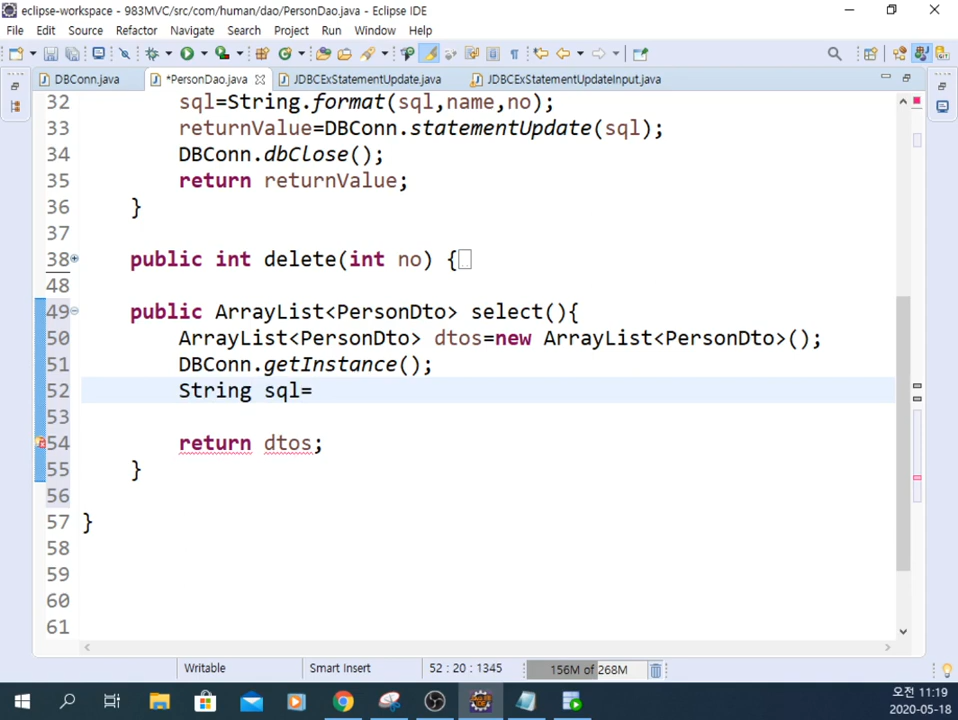 eclipse-workspace - 983MVC/src/com/human/dao/PersonDao.java - Eclipse IDE
File Edit Source Refactor Navigate Search Project Run Window Help
DBConn.java *PersonDao.java JDBCExStatementUpdate.java JDBCExStatementUpdateInput.java
32 sql=String.format(sql,name,no);
33 returnValue=DBConn.statementUpdate(sql);
34 DBConn.dbClose();
35 return returnValue;
36 }
37
38 public int delete(int no) {
48
49 public ArrayList<PersonDto> select(){
50 ArrayList<PersonDto> dtos=new ArrayList<PersonDto>();
51 DBConn.getInstance();
52 String sql=
53
54 return dtos;
55 }
56
57 }
58
59
60
61
Writable Smart Insert 52 : 20 : 1345 156M of 268M
오전 11:19
2020-05-18